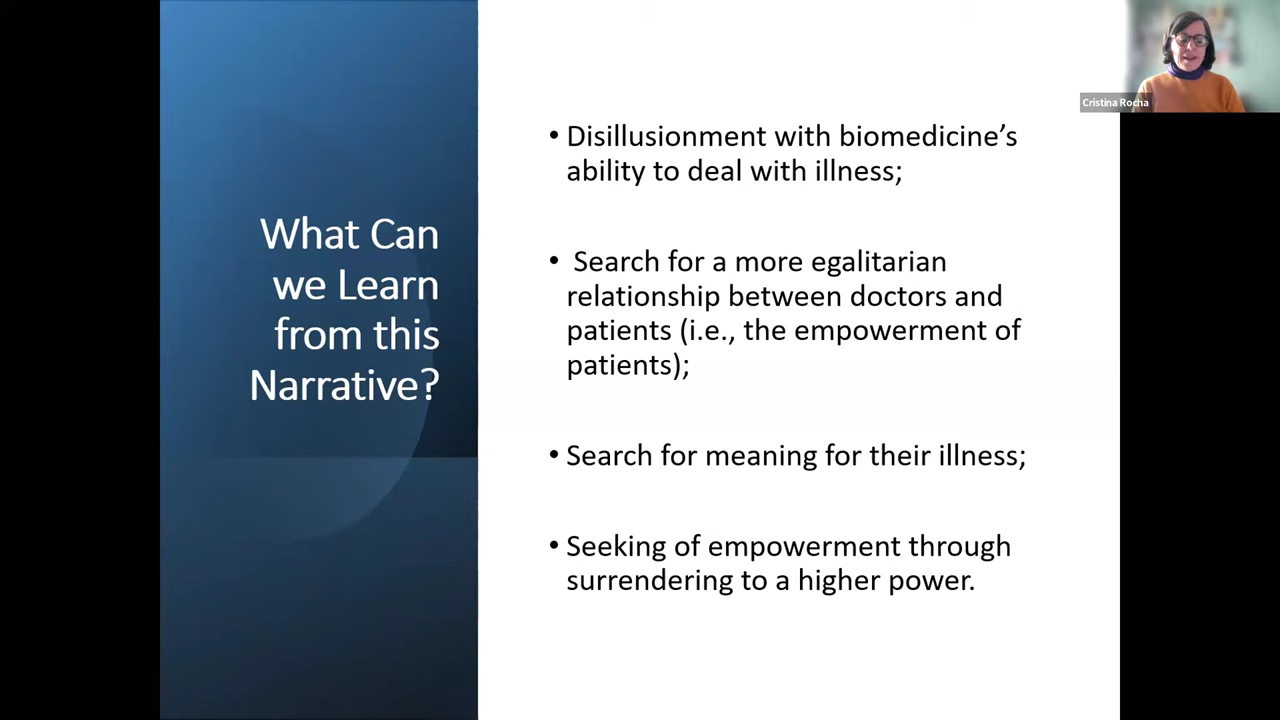 What Can
we Learn
from this
Narrative?
• Disillusionment with biomedicine’s
ability to deal with illness;
• Search for a more egalitarian
relationship between doctors and
patients (i.e., the empowerment of
patients);
• Search for meaning for their illness;
• Seeking of empowerment through
surrendering to a higher power.
Cristina Rocha